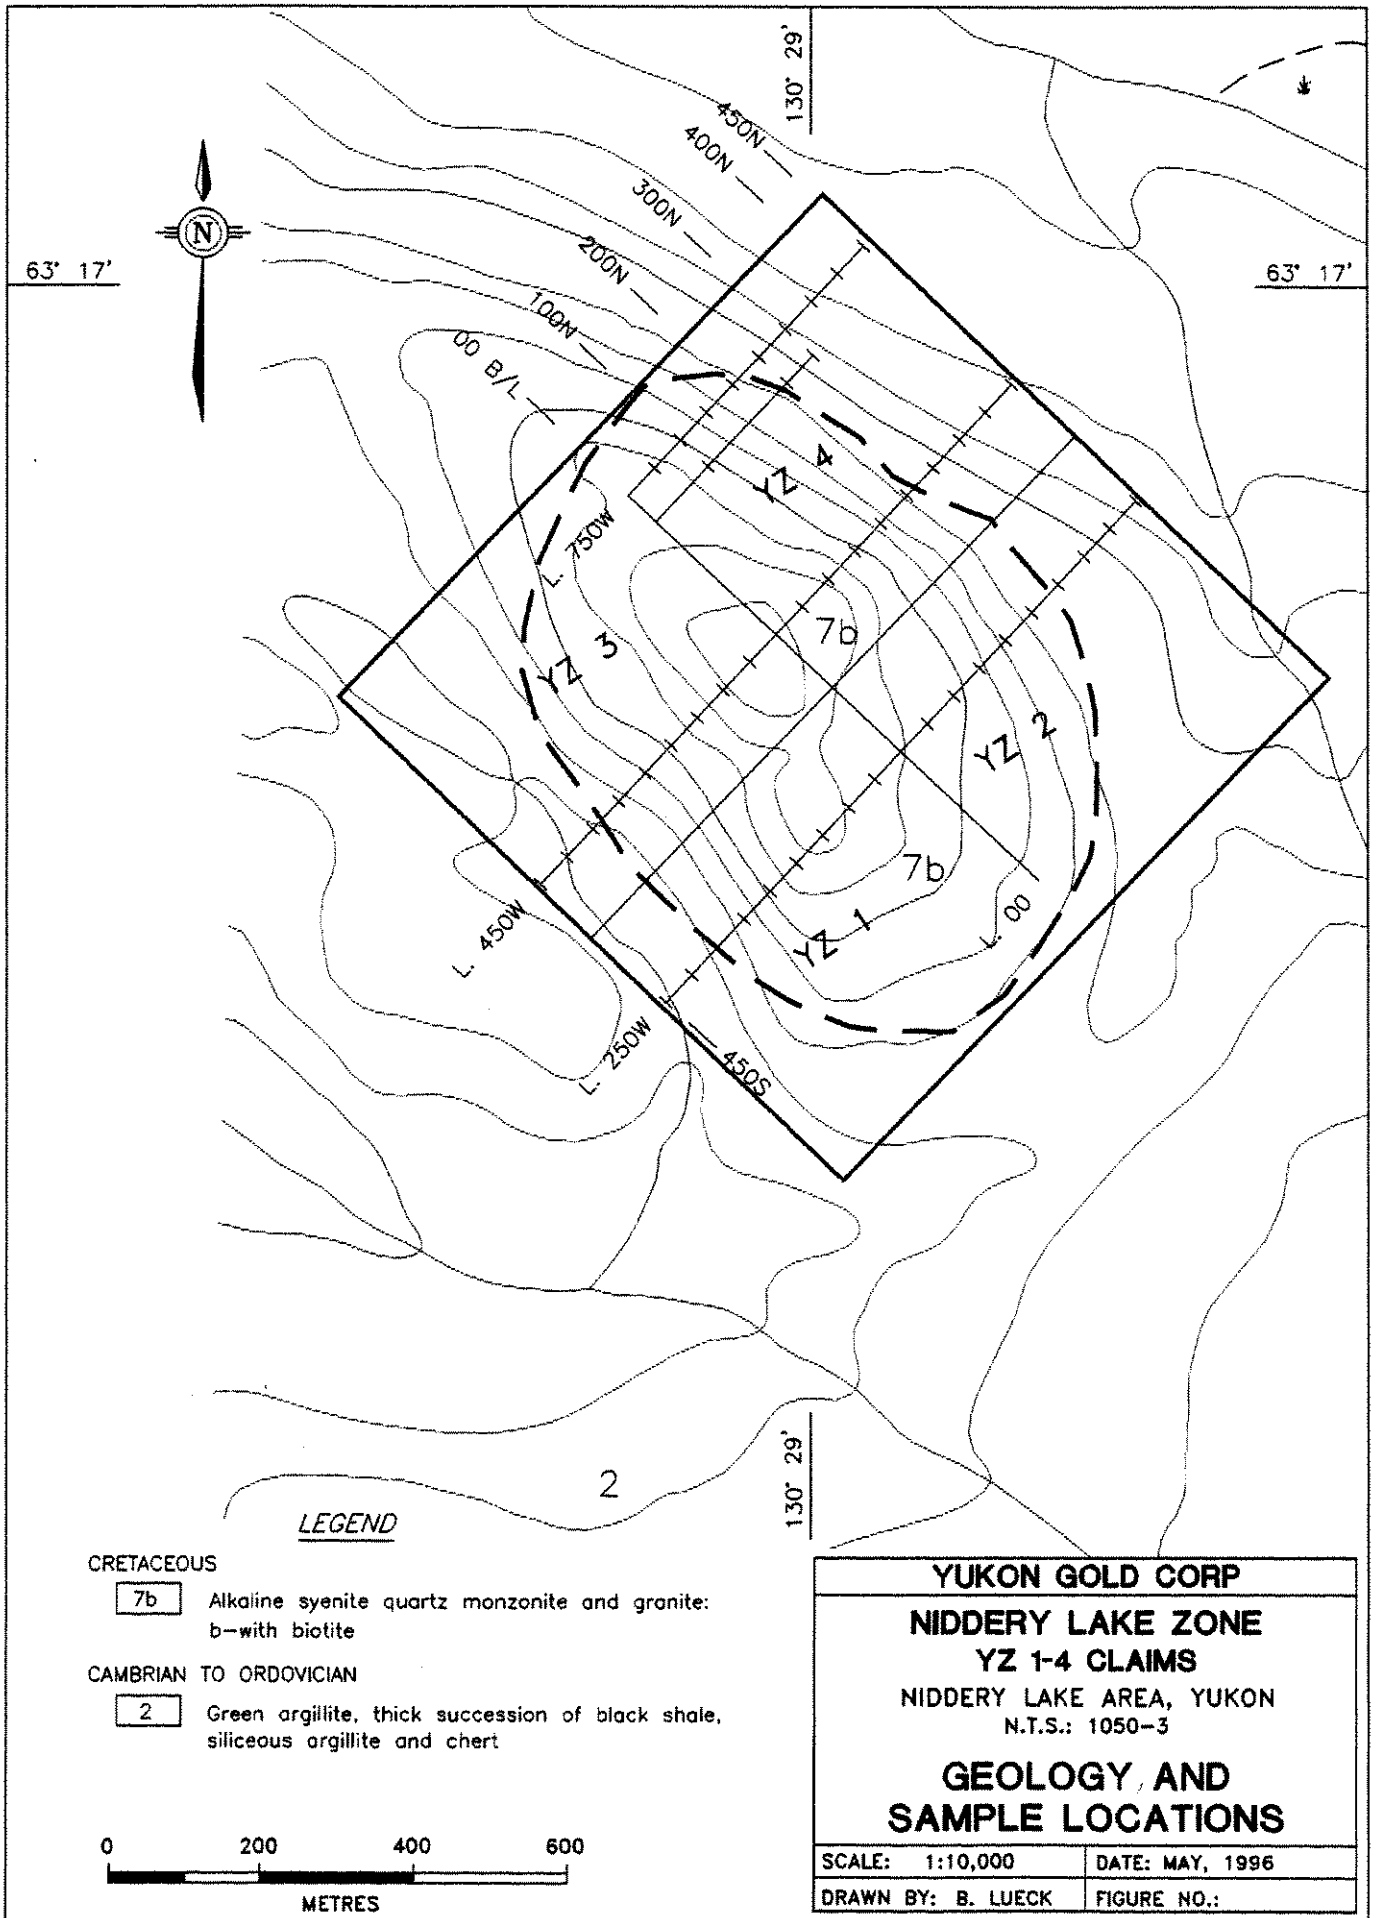 130° 29'
450N
400N
300N
200N
100N
00 B/L
N
63° 17'
63° 17'
YZ 4
L. 750W
7b
YZ 3
YZ 2
7b
YZ 1
L. 00
L. 450W
L. 250W
450S
130° 29'
2
LEGEND
CRETACEOUS
7b Alkaline syenite quartz monzonite and granite:
b-with biotite
CAMBRIAN TO ORDOVICIAN
2 Green argillite, thick succession of black shale,
siliceous argillite and chert
0 200 400 600
METRES
YUKON GOLD CORP
NIDDERY LAKE ZONE
YZ 1-4 CLAIMS
NIDDERY LAKE AREA, YUKON
N.T.S.: 1050-3
GEOLOGY AND
SAMPLE LOCATIONS
SCALE: 1:10,000 DATE: MAY, 1996
DRAWN BY: B. LUECK FIGURE NO.: